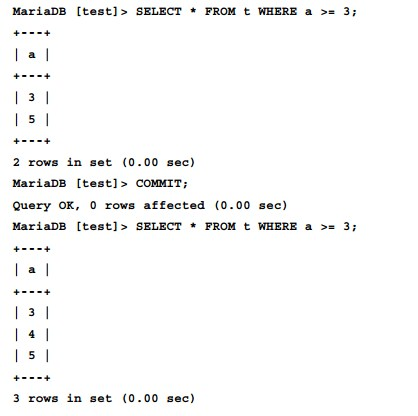 MariaDB [test]> SELECT * FROM t WHERE a >= 3;
+---+
| a |
+---+
| 3 |
| 5 |
+---+
2 rows in set (0.00 sec)
MariaDB [test]> COMMIT;
Query OK, 0 rows affected (0.00 sec)
MariaDB [test]> SELECT * FROM t WHERE a >= 3;
+---+
| a |
+---+
| 3 |
| 4 |
| 5 |
+---+
3 rows in set (0.00 sec)